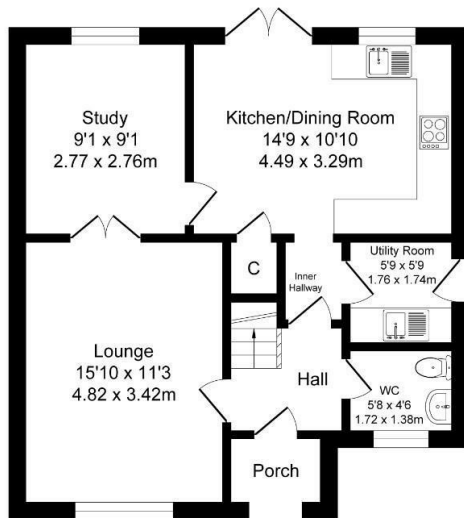 Study
9'1 x 9'1
2.77 x 2.76m
Kitchen/Dining Room
14'9 x 10'10
4.49 x 3.29m
C
Inner
Hallway
Utility Room
5'9 x 5'9
1.76 x 1.74m
Lounge
15'10 x 11'3
4.82 x 3.42m
Hall
WC
5'8 x 4'6
1.72 x 1.38m
Porch